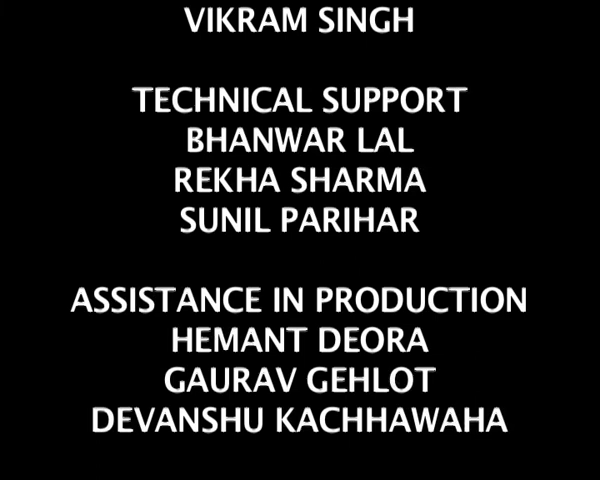 VIKRAM SINGH
TECHNICAL SUPPORT
BHANWAR LAL
REKHA SHARMA
SUNIL PARIHAR
ASSISTANCE IN PRODUCTION
HEMANT DEORA
GAURAV GEHLOT
DEVANSHU KACHHAWAHA